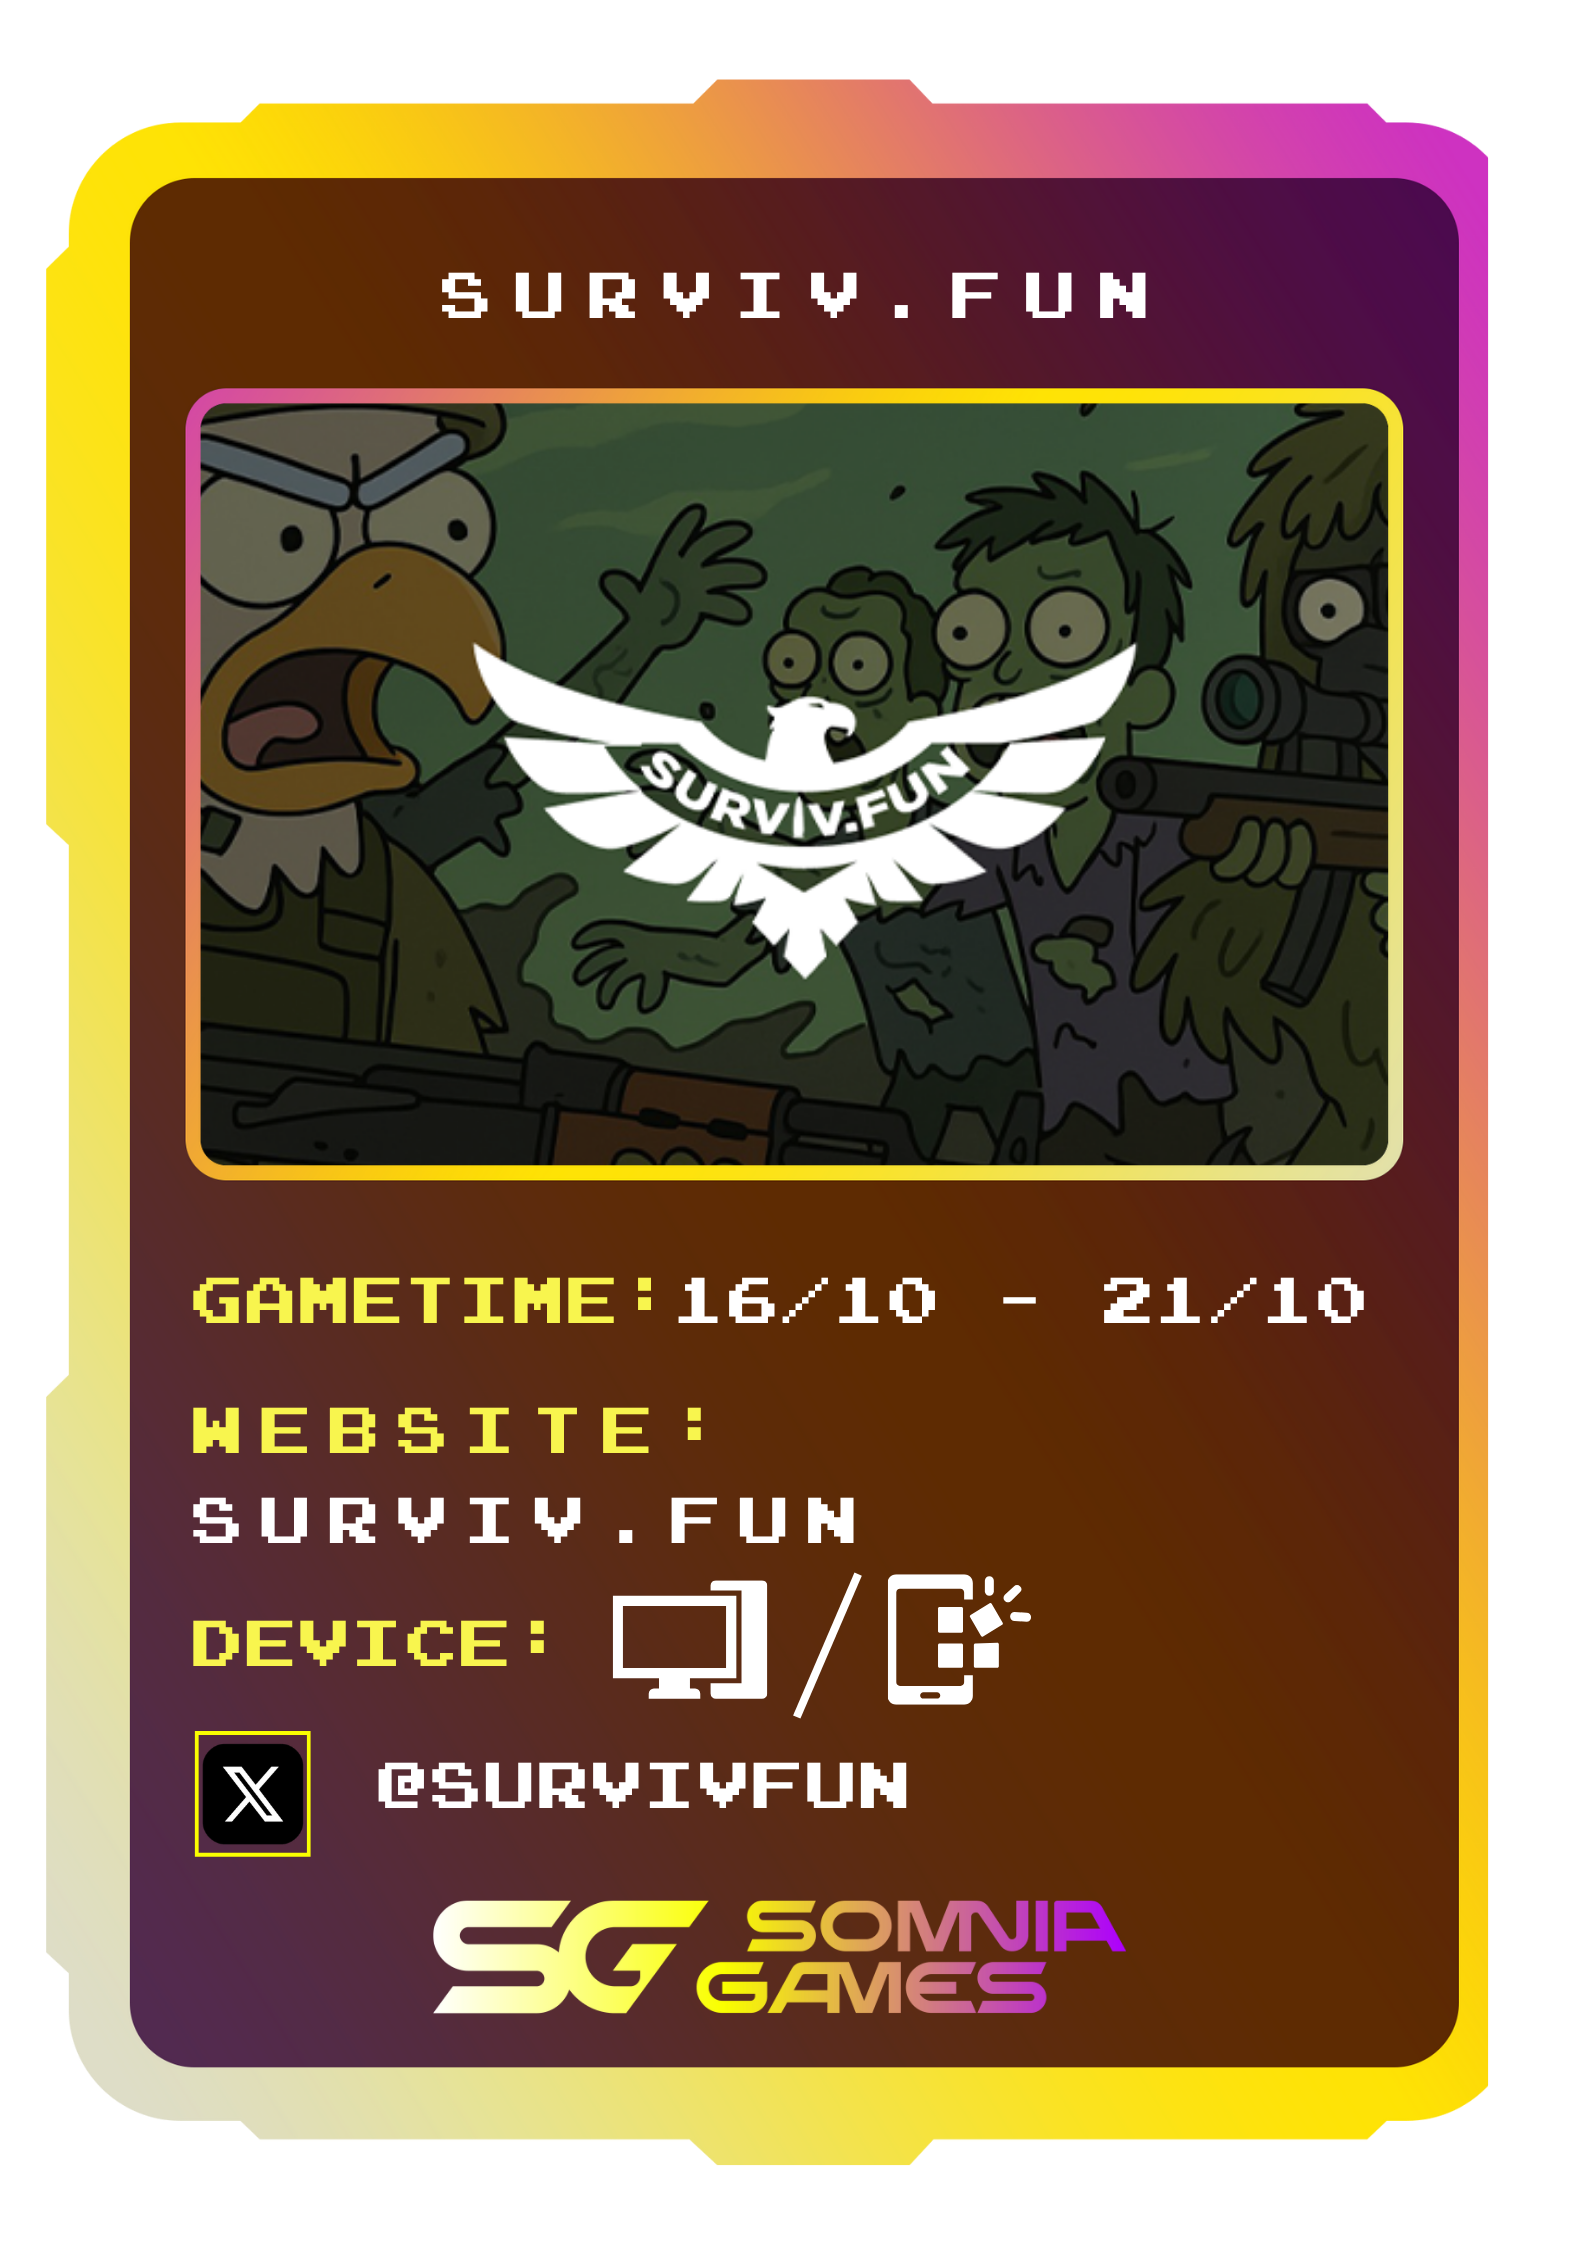 SURVIV.FUN
SURVIV.FUN
GAMETIME:16/10 - 21/10
WEBSITE:
SURVIV.FUN
DEVICE:
X @SURVIVFUN
SG SOMNIA
GAMES